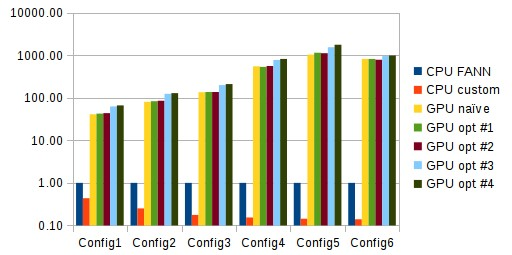 10000.00
1000.00
100.00
10.00
1.00
0.10
Config1 Config2 Config3 Config4 Config5 Config6
CPU FANN
CPU custom
GPU naïve
GPU opt #1
GPU opt #2
GPU opt #3
GPU opt #4